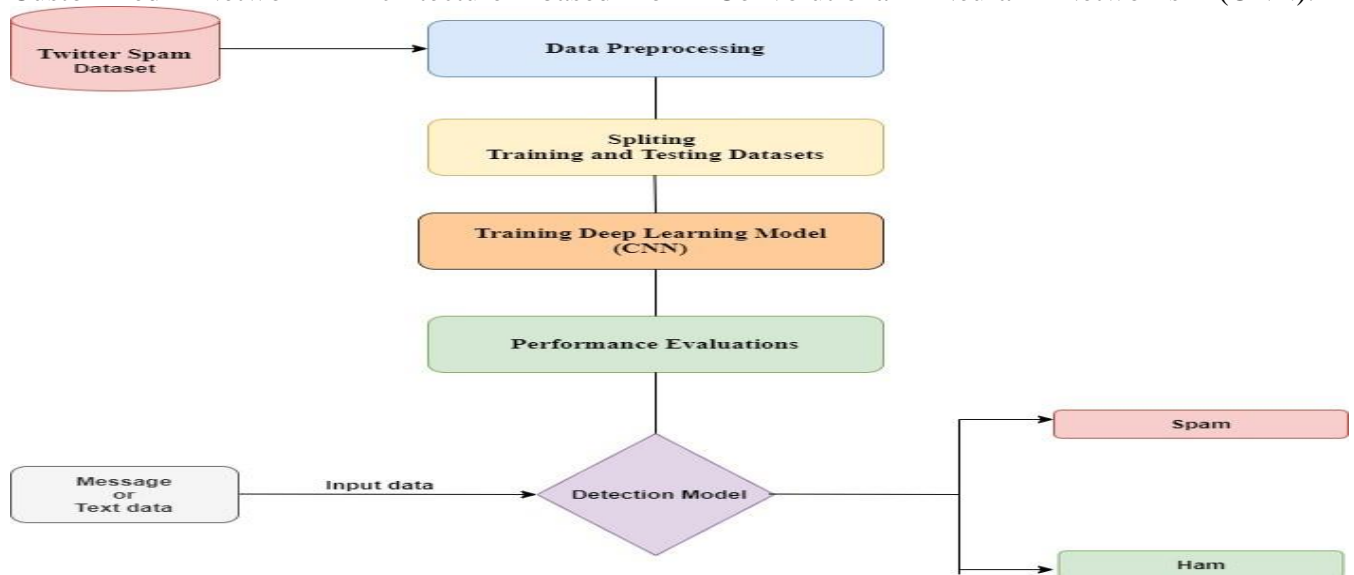 Twitter Spam
Dataset
Data Preprocessing
Spliting
Training and Testing Datasets
Training Deep Learning Model
(CNN)
Performance Evaluations
Message
or
Text data
Input data
Detection Model
Spam
Ham